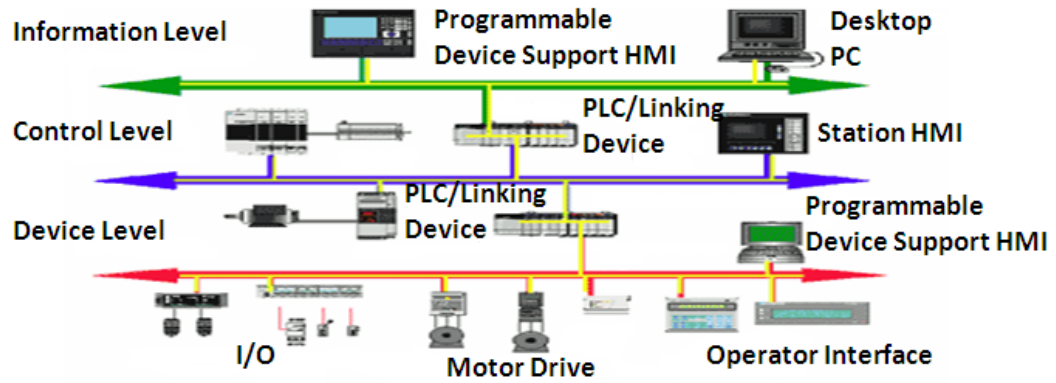 Information Level
Programmable
Device Support HMI
Desktop
PC
Control Level
PLC/Linking
Device
Station HMI
Device Level
PLC/Linking
Device
Programmable
Device Support HMI
I/O
Motor Drive
Operator Interface